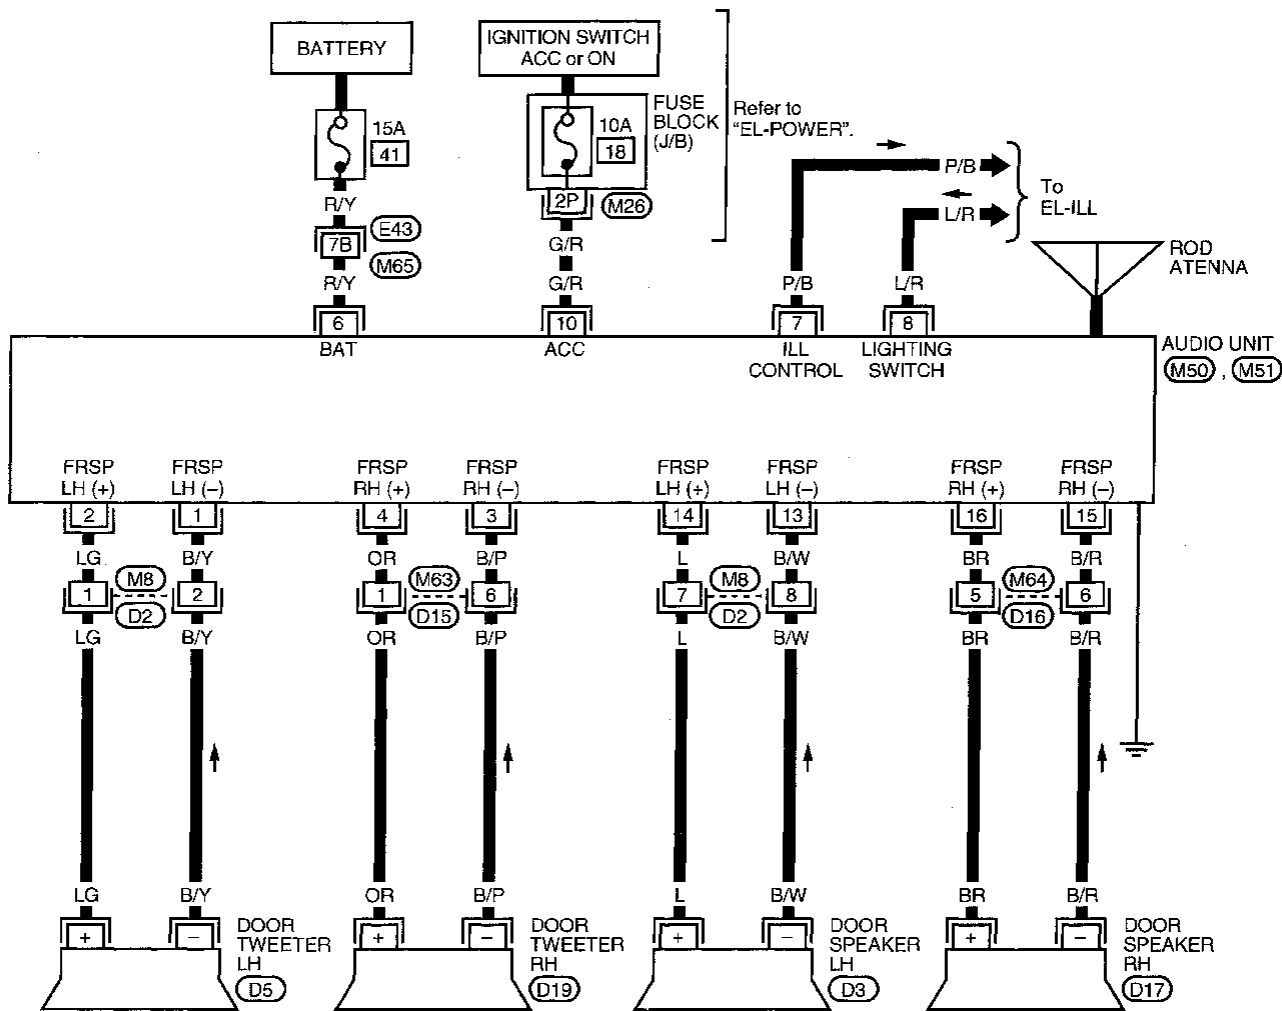 BATTERY
IGNITION SWITCH
ACC or ON
15A
41
10A
18
FUSE
BLOCK
(J/B)
Refer to
"EL-POWER".
R/Y
2P
M26
7B
E43
M65
G/R
R/Y
G/R
P/B
L/R
To
EL-ILL
P/B
L/R
ROD
ATENNA
6
10
7
8
BAT
ACC
ILL
CONTROL
LIGHTING
SWITCH
AUDIO UNIT
M50 , M51
FRSP
LH (+)
FRSP
LH (–)
FRSP
RH (+)
FRSP
RH (–)
FRSP
LH (+)
FRSP
LH (–)
FRSP
RH (+)
FRSP
RH (–)
2
1
4
3
14
13
16
15
LG
B/Y
OR
B/P
L
B/W
BR
B/R
1
M8
D2
2
1
M63
D15
6
7
M8
D2
8
5
M64
D16
6
LG
B/Y
OR
B/P
L
B/W
BR
B/R
LG
B/Y
OR
B/P
L
B/W
BR
B/R
+
–
+
–
+
–
+
–
DOOR
TWEETER
LH
D5
DOOR
TWEETER
RH
D19
DOOR
SPEAKER
LH
D3
DOOR
SPEAKER
RH
D17